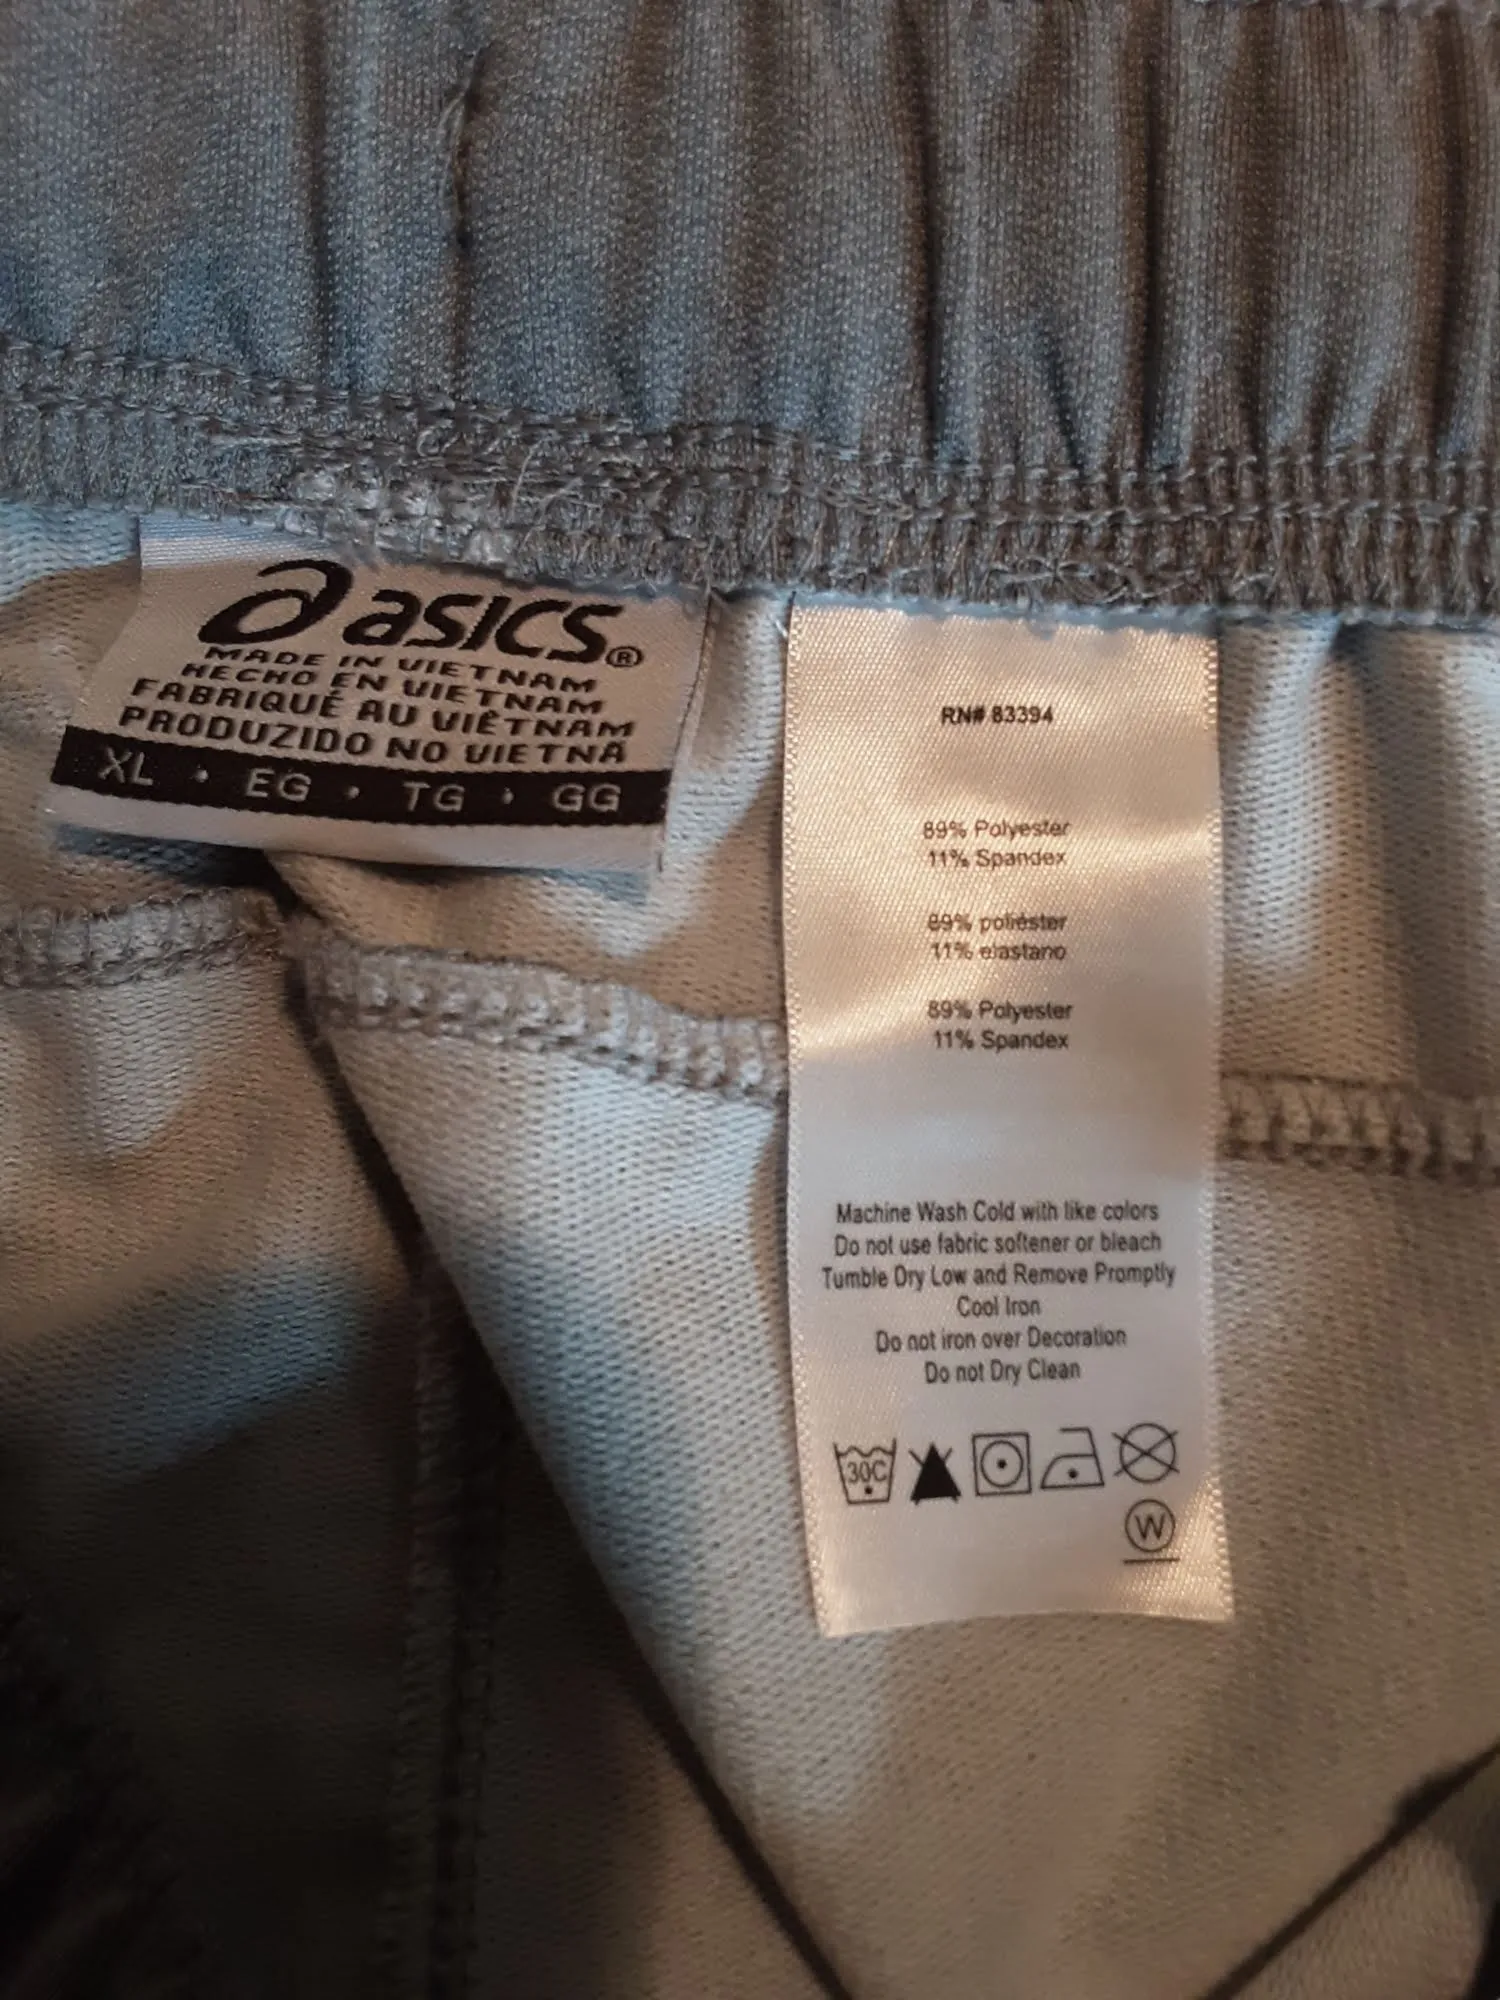 asics®
MADE IN VIETNAM
HECHO EN VIETNAM
FABRIQUÉ AU VIÊTNAM
PRODUZIDO NO VIETNÃ
XL • EG • TG • GG
RN# 83394
89% Polyester
11% Spandex
89% poliéster
11% elastano
89% Polyester
11% Spandex
Machine Wash Cold with like colors
Do not use fabric softener or bleach
Tumble Dry Low and Remove Promptly
Cool Iron
Do not iron over Decoration
Do not Dry Clean
30C
W